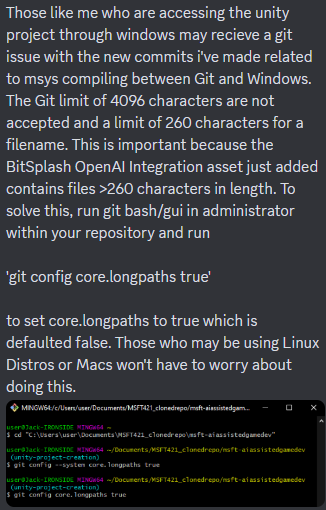 Those like me who are accessing the unity
project through windows may recieve a git
issue with the new commits i've made related
to msys compiling between Git and Windows.
The Git limit of 4096 characters are not
accepted and a limit of 260 characters for a
filename. This is important because the
BitSplash OpenAI Integration asset just added
contains files >260 characters in length. To
solve this, run git bash/gui in administrator
within your repository and run
'git config core.longpaths true'
to set core.longpaths to true which is
defaulted false. Those who may be using Linux
Distros or Macs won't have to worry about
doing this.
MINGW64:/c/Users/user/Documents/MSFT421_clonedrepo/msft-aiassistedgam...
user@Jack-IRONSIDE MINGW64 ~
$ cd "C:\Users\user\Documents\MSFT421_clonedrepo\msft-aiassistedgamedev"
user@Jack-IRONSIDE MINGW64 ~/Documents/MSFT421_clonedrepo/msft-aiassistedgamedev
(unity-project-creation)
$ git config --system core.longpaths true
user@Jack-IRONSIDE MINGW64 ~/Documents/MSFT421_clonedrepo/msft-aiassistedgamedev
(unity-project-creation)
$ git config core.longpaths true